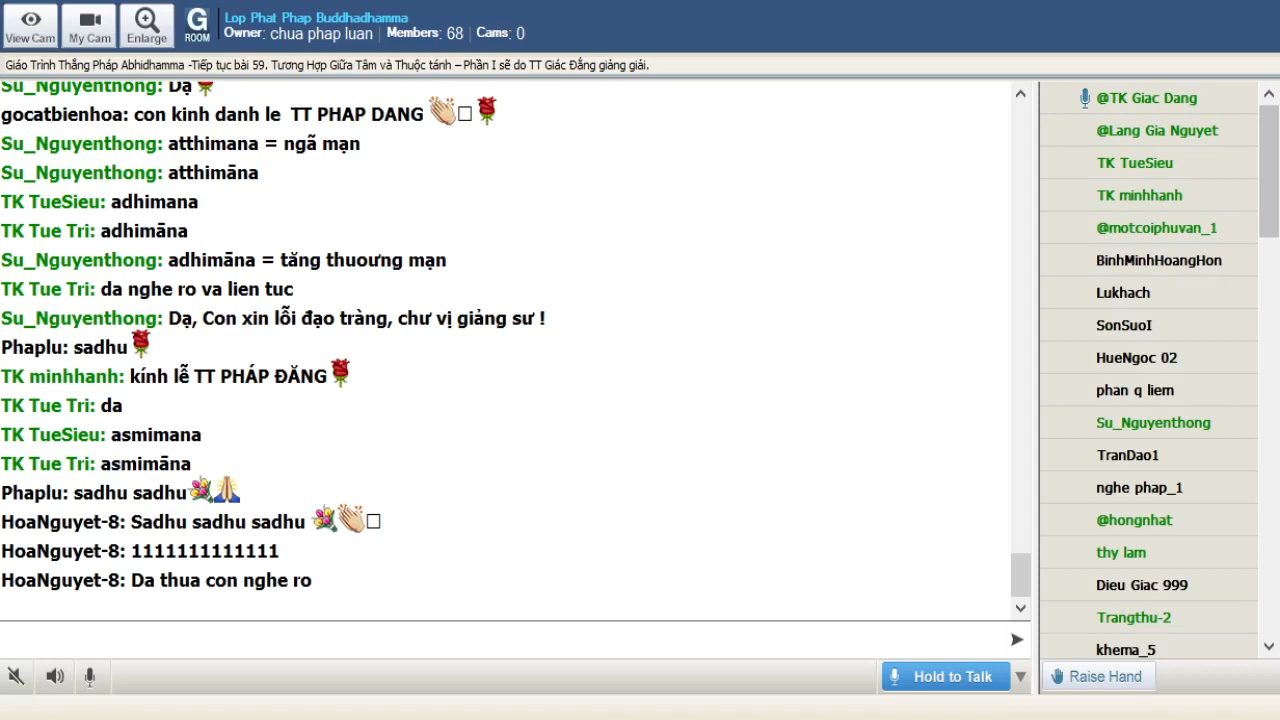 View Cam
My Cam
Enlarge
G
ROOM
Lop Phat Phap Buddhadhamma
Owner: chua phap luan | Members: 68 | Cams: 0
Giáo Trình Thắng Pháp Abhidhamma -Tiếp tục bài 59. Tương Hợp Giữa Tâm và Thuộc tánh – Phần I sẽ do TT Giác Đẳng giảng giải.
Su_Nguyenthong: Dạ
gocatbienhoa: con kinh danh le TT PHAP DANG
Su_Nguyenthong: atthimana = ngã mạn
Su_Nguyenthong: atthimāna
TK TueSieu: adhimana
TK Tue Tri: adhimāna
Su_Nguyenthong: adhimāna = tăng thuoưng mạn
TK Tue Tri: da nghe ro va lien tuc
Su_Nguyenthong: Dạ, Con xin lỗi đạo tràng, chư vị giảng sư !
Phaplu: sadhu
TK minhhanh: kính lễ TT PHÁP ĐĂNG
TK Tue Tri: da
TK TueSieu: asmimana
TK Tue Tri: asmimāna
Phaplu: sadhu sadhu
HoaNguyet-8: Sadhu sadhu sadhu
HoaNguyet-8: 1111111111111
HoaNguyet-8: Da thua con nghe ro
Hold to Talk
@TK Giac Dang
@Lang Gia Nguyet
TK TueSieu
TK minhhanh
@motcoiphuvan_1
BinhMinhHoangHon
Lukhach
SonSuoI
HueNgoc 02
phan q liem
Su_Nguyenthong
TranDao1
nghe phap_1
@hongnhat
thy lam
Dieu Giac 999
Trangthu-2
khema_5
Raise Hand